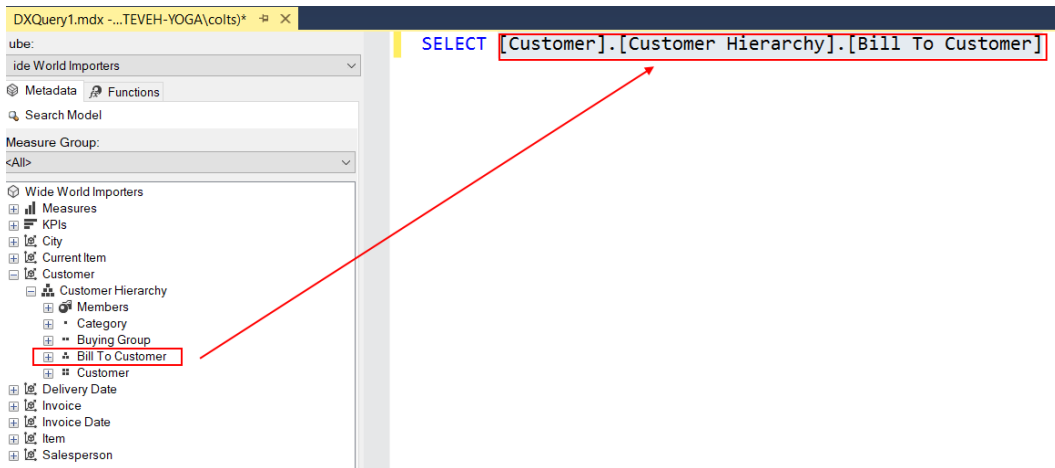 DXQuery1.mdx -...TEVEH-YOGA\colts)*
ube:
ide World Importers
Metadata Functions
Search Model
Measure Group:
<All>
Wide World Importers
Measures
KPIs
City
Current Item
Customer
Customer Hierarchy
Members
Category
Buying Group
Bill To Customer
Customer
Delivery Date
Invoice
Invoice Date
Item
Salesperson
SELECT [Customer].[Customer Hierarchy].[Bill To Customer]